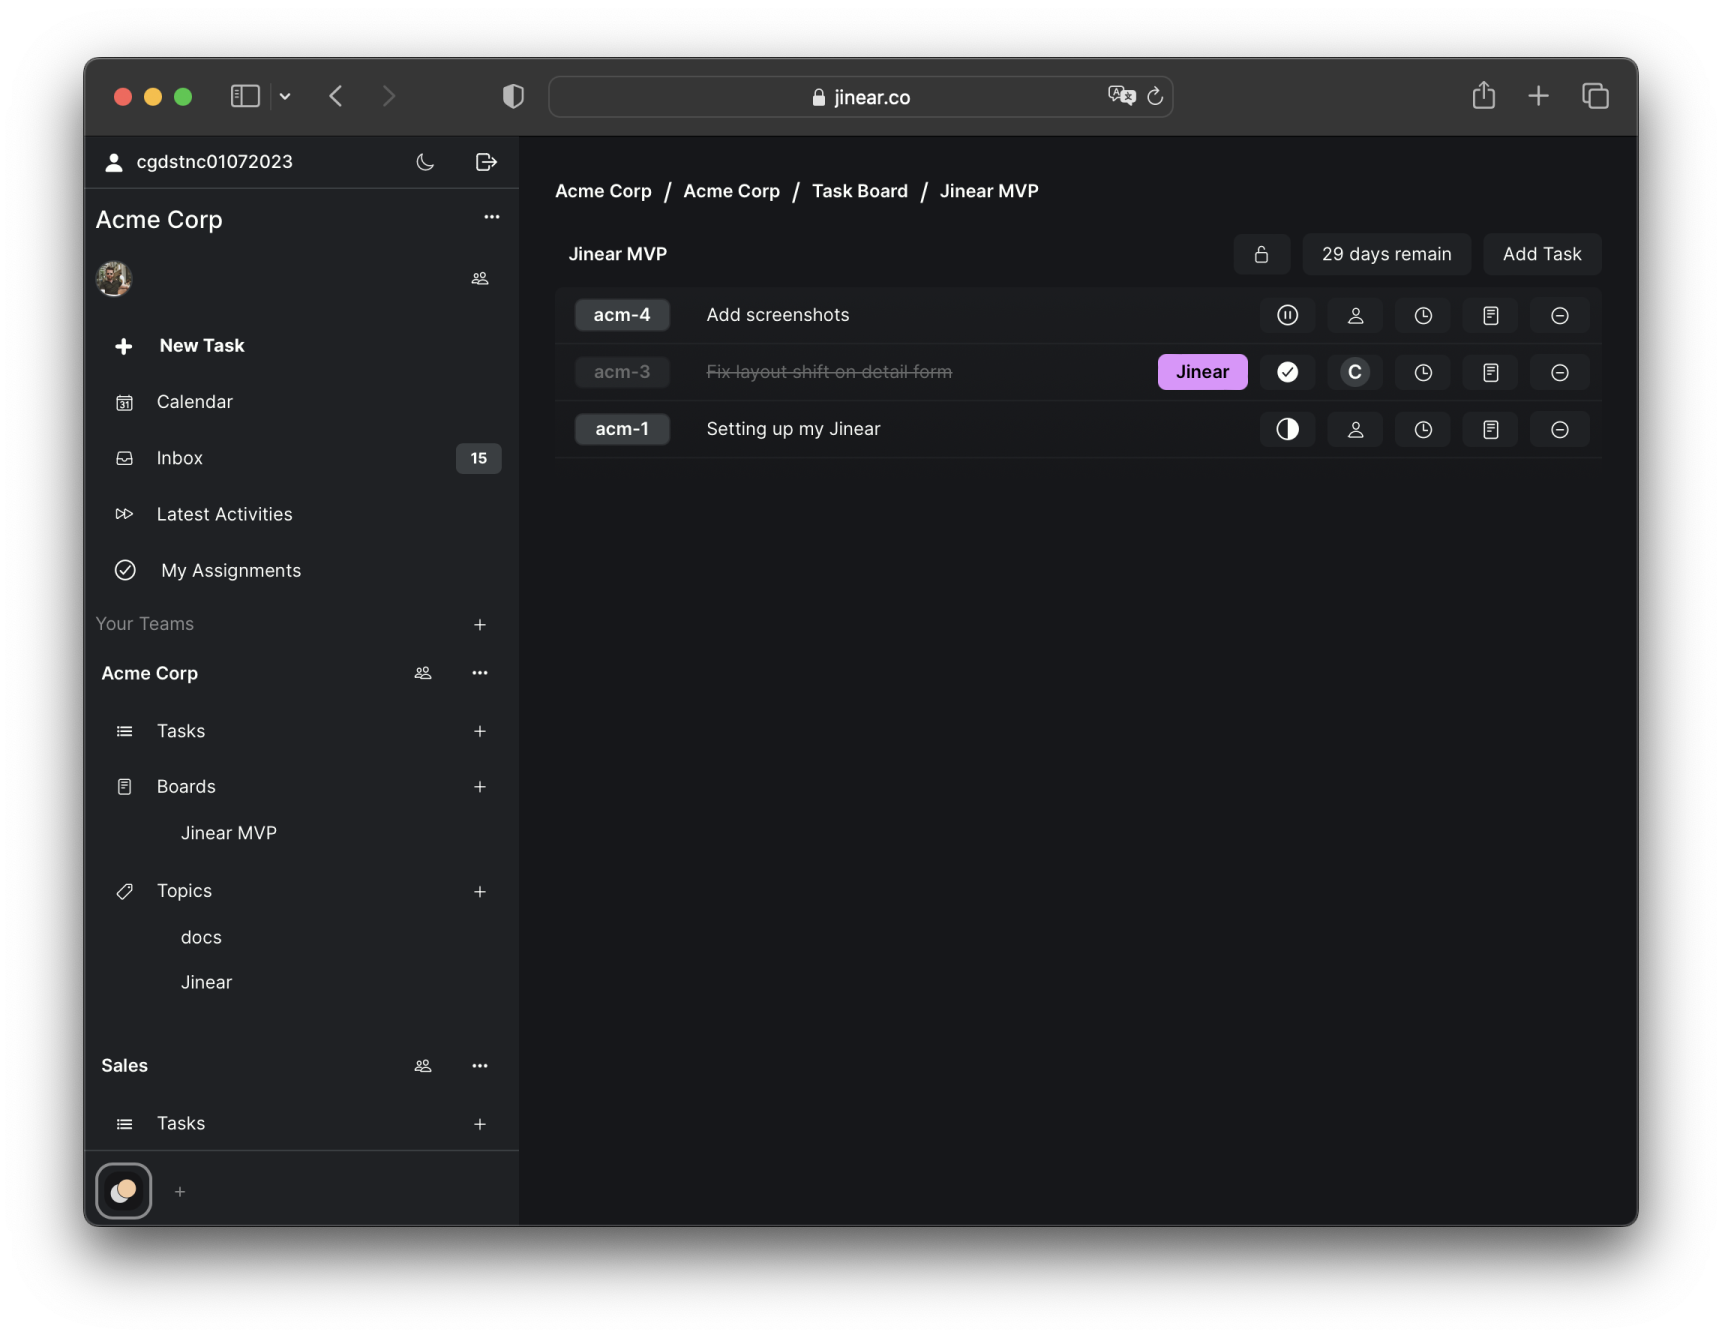 jinear.co
cgdstnc01072023
Acme Corp
New Task
Calendar
31
Inbox 15
Latest Activities
My Assignments
Your Teams
Acme Corp
Tasks
Boards
Jinear MVP
Topics
docs
Jinear
Sales
Tasks
Acme Corp / Acme Corp / Task Board / Jinear MVP
Jinear MVP 29 days remain Add Task
acm-4 Add screenshots
acm-3 Fix layout shift on detail form Jinear C
acm-1 Setting up my Jinear